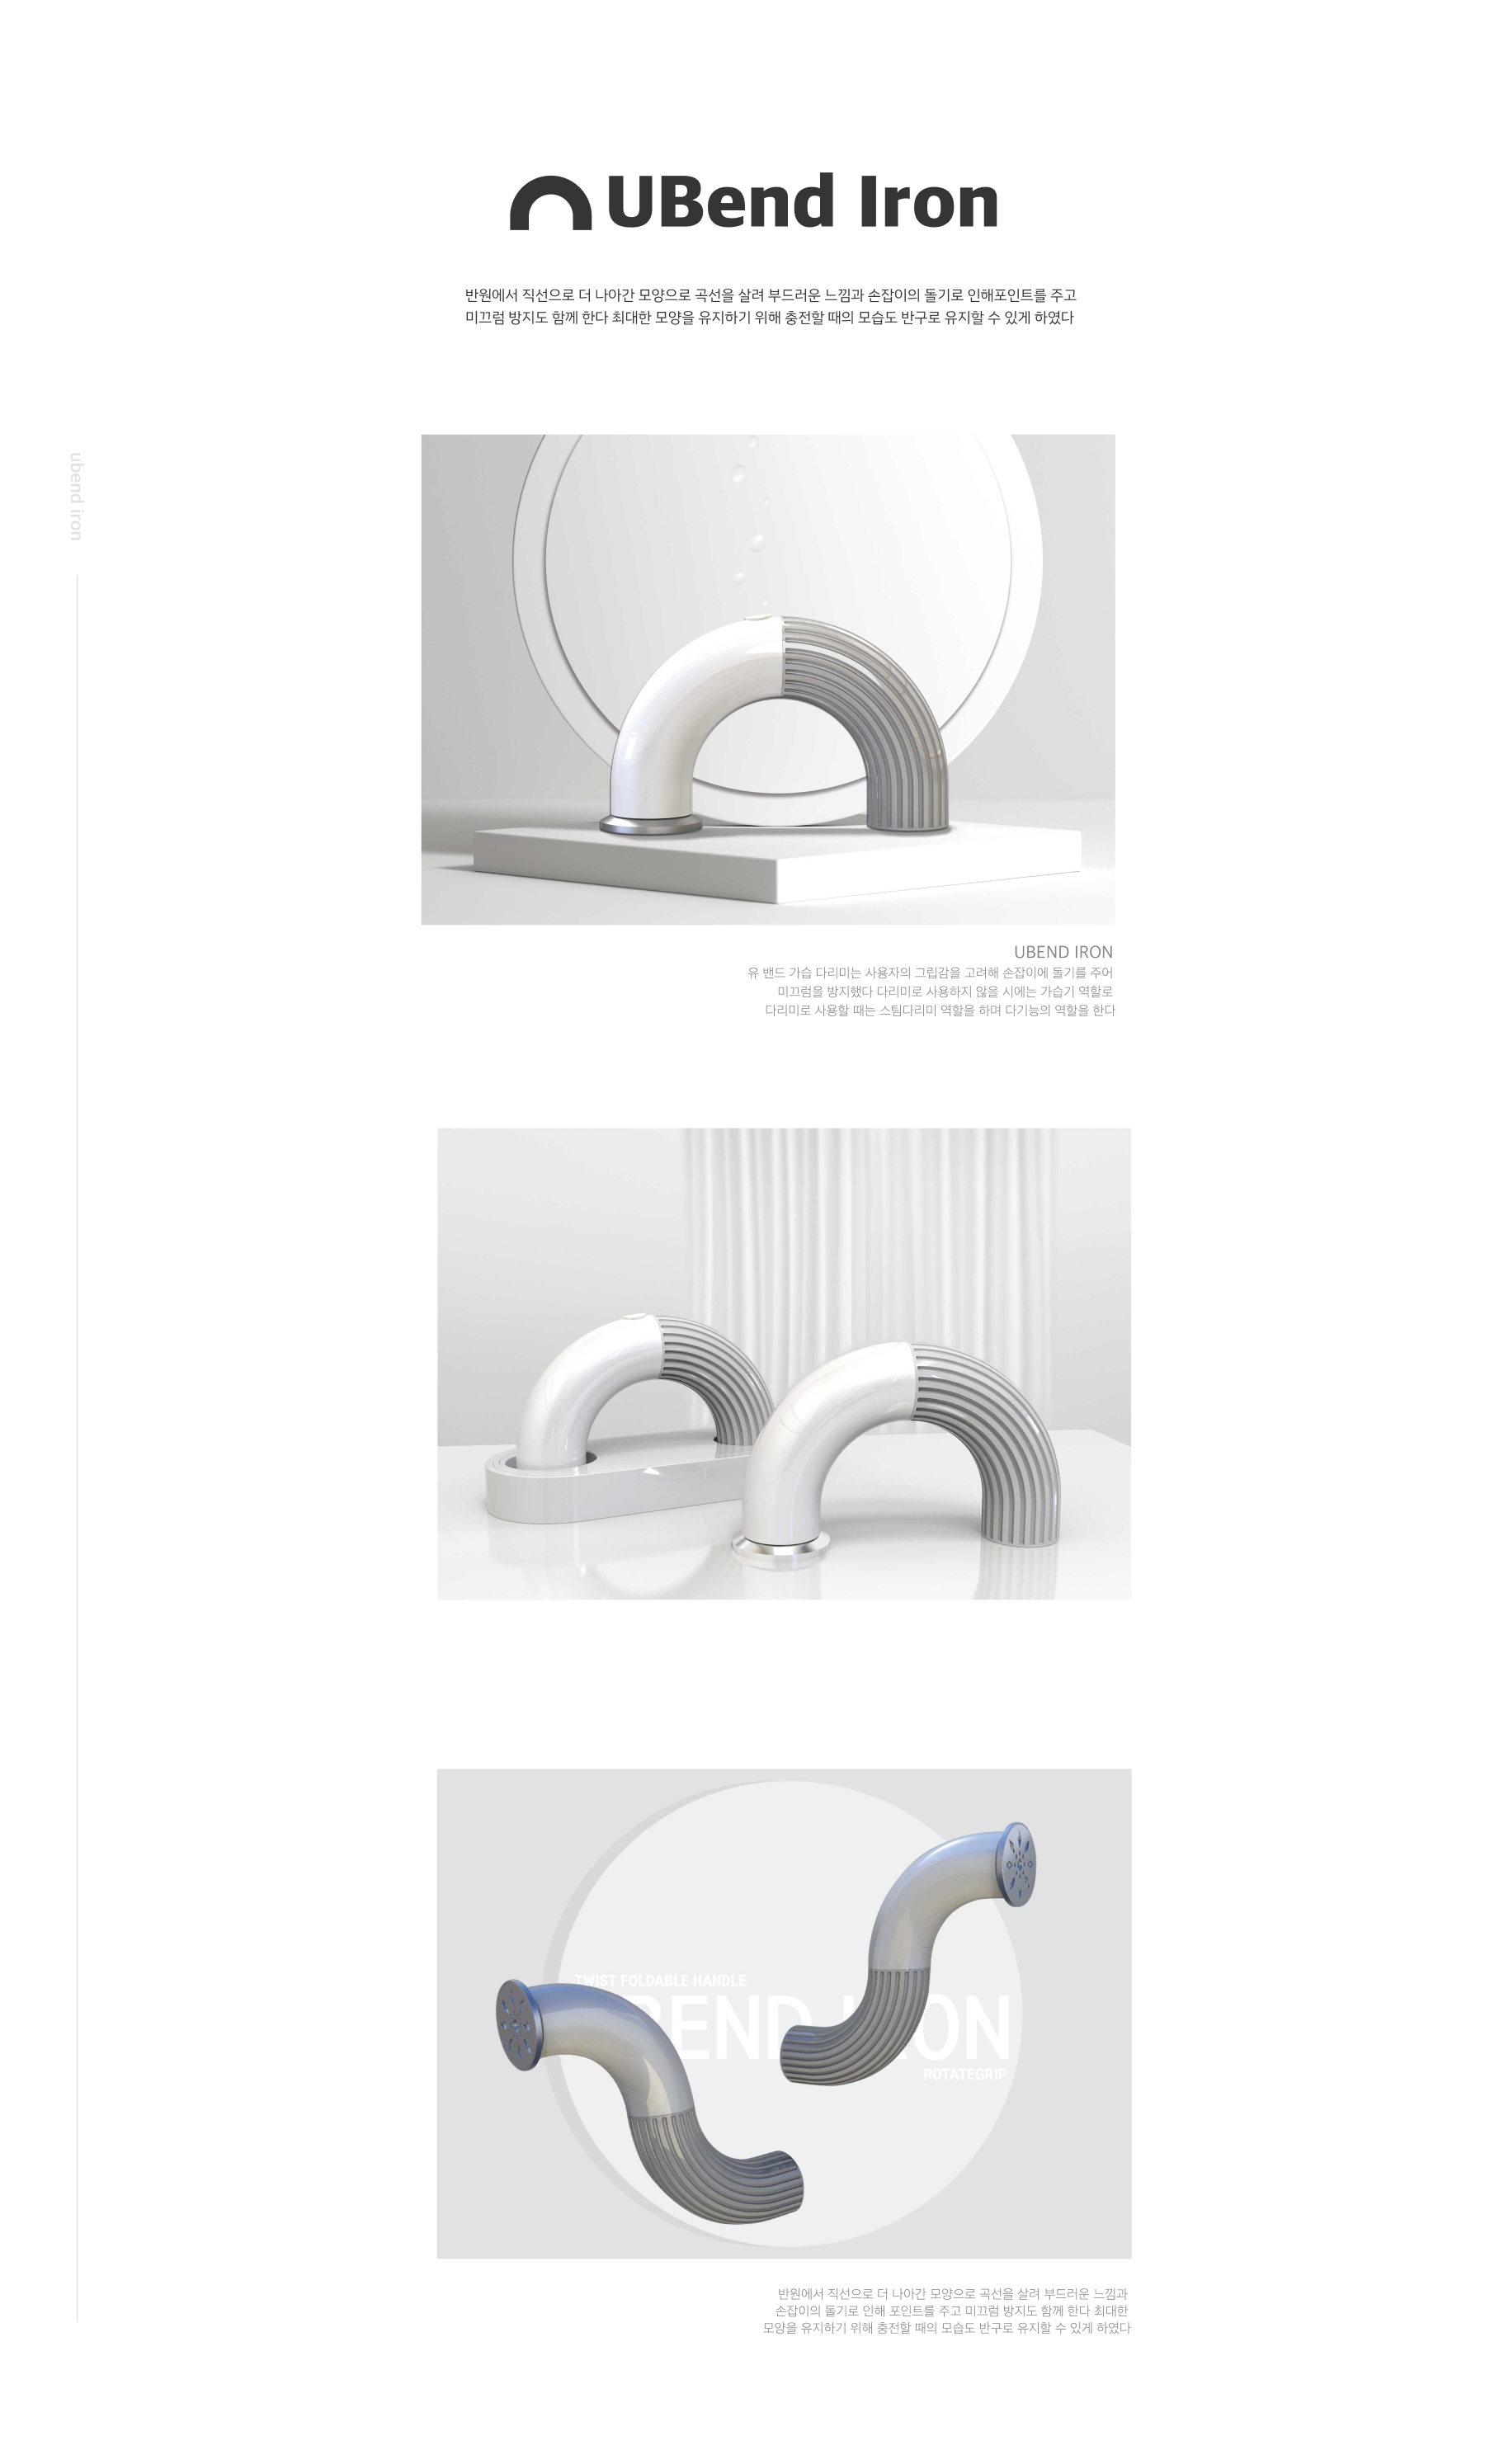 UBend Iron
반원에서 직선으로 더 나아간 모양으로 곡선을 살려 부드러운 느낌과 손잡이의 돌기로 인해포인트를 주고
미끄럼 방지도 함께 한다 최대한 모양을 유지하기 위해 충전할 때의 모습도 반구로 유지할 수 있게 하였다
ubend iron
UBEND IRON
유 밴드 가습 다리미는 사용자의 그립감을 고려해 손잡이에 돌기를 주어
미끄럼을 방지했다 다리미로 사용하지 않을 시에는 가습기 역할로
다리미로 사용할 때는 스팀다리미 역할을 하며 다기능의 역할을 한다
TWIST FOLDABLE HANDLE
BEND IRON
ROTATEGRIP
반원에서 직선으로 더 나아간 모양으로 곡선을 살려 부드러운 느낌과
손잡이의 돌기로 인해 포인트를 주고 미끄럼 방지도 함께 한다 최대한
모양을 유지하기 위해 충전할 때의 모습도 반구로 유지할 수 있게 하였다